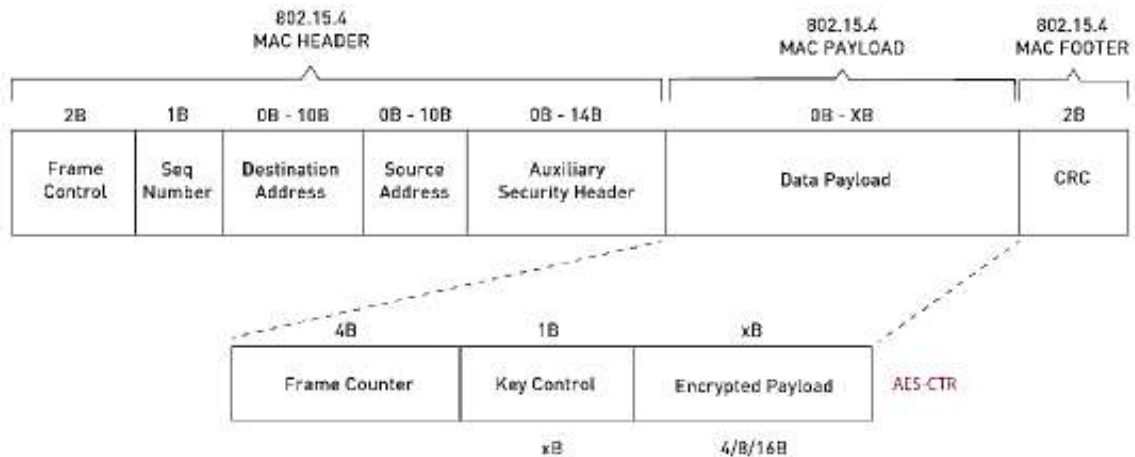 802.15.4
MAC HEADER
802.15.4
MAC PAYLOAD
802.15.4
MAC FOOTER
2B
1B
0B - 10B
0B - 10B
0B - 14B
0B - XB
2B
Frame
Control
Seq
Number
Destination
Address
Source
Address
Auxiliary
Security Header
Data Payload
CRC
4B
1B
xB
Frame Counter
Key Control
Encrypted Payload
AES-CTR
xB
4/8/16B